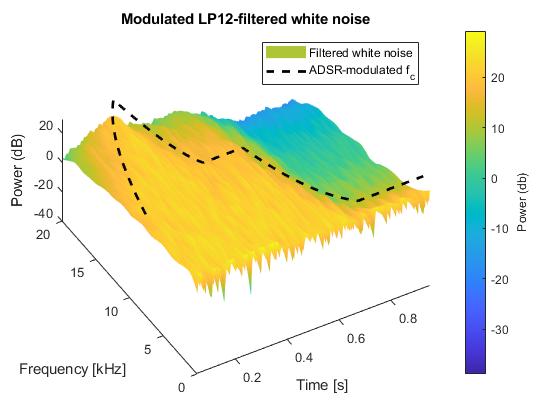 Modulated LP12-filtered white noise
Filtered white noise
ADSR-modulated fc
Power (dB)
20
0
-20
-40
20
15
10
5
0
Frequency [kHz]
0.2
0.4
0.6
0.8
Time [s]
20
10
0
-10
-20
-30
Power (db)